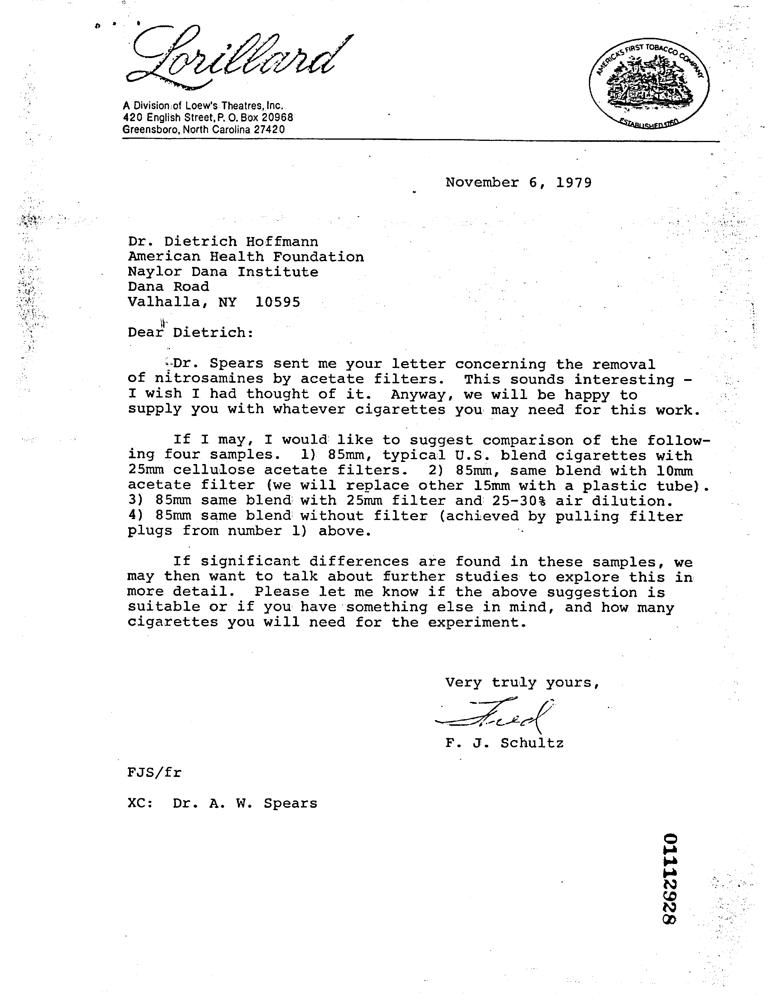 Lorillard
AMERICA'S FIRST TOBACCO COMPANY
ESTABLISHED 1760
A Division of Loew's Theatres, Inc.
420 English Street, P. O. Box 20968
Greensboro, North Carolina 27420
November 6, 1979
Dr. Dietrich Hoffmann
American Health Foundation
Naylor Dana Institute
Dana Road
Valhalla, NY 10595
Dear Dietrich:
Dr. Spears sent me your letter concerning the removal
of nitrosamines by acetate filters. This sounds interesting -
I wish I had thought of it. Anyway, we will be happy to
supply you with whatever cigarettes you may need for this work.
If I may, I would like to suggest comparison of the follow-
ing four samples. 1) 85mm, typical U.S. blend cigarettes with
25mm cellulose acetate filters. 2) 85mm, same blend with 10mm
acetate filter (we will replace other 15mm with a plastic tube).
3) 85mm same blend with 25mm filter and 25-30% air dilution.
4) 85mm same blend without filter (achieved by pulling filter
plugs from number 1) above.
If significant differences are found in these samples, we
may then want to talk about further studies to explore this in
more detail. Please let me know if the above suggestion is
suitable or if you have something else in mind, and how many
cigarettes you will need for the experiment.
Very truly yours,
Fred
F. J. Schultz
FJS/fr
XC: Dr. A. W. Spears
01112928